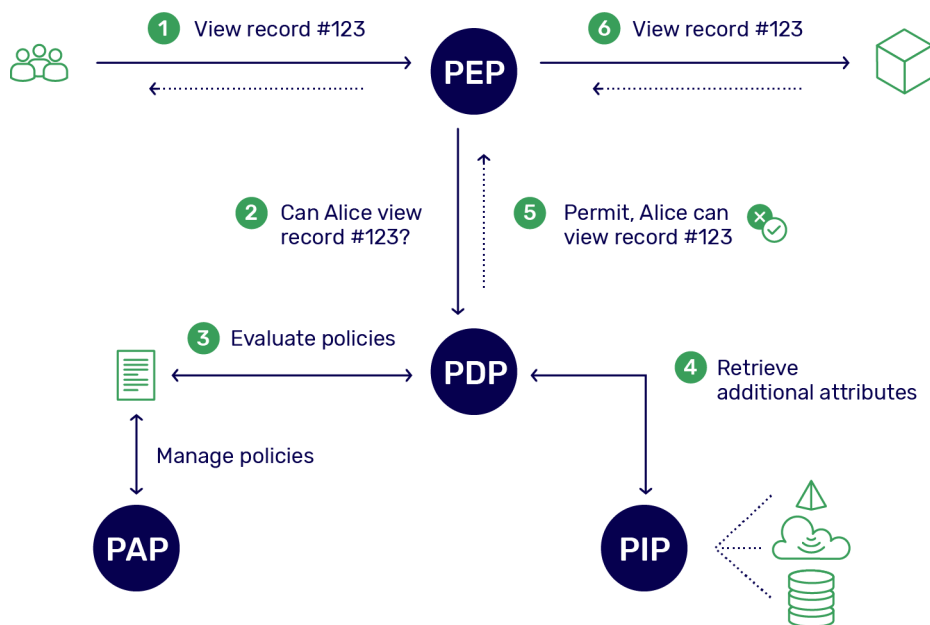 1 View record #123
6 View record #123
PEP
2 Can Alice view
record #123?
5 Permit, Alice can
view record #123
3 Evaluate policies
PDP
4 Retrieve
additional attributes
Manage policies
PAP
PIP